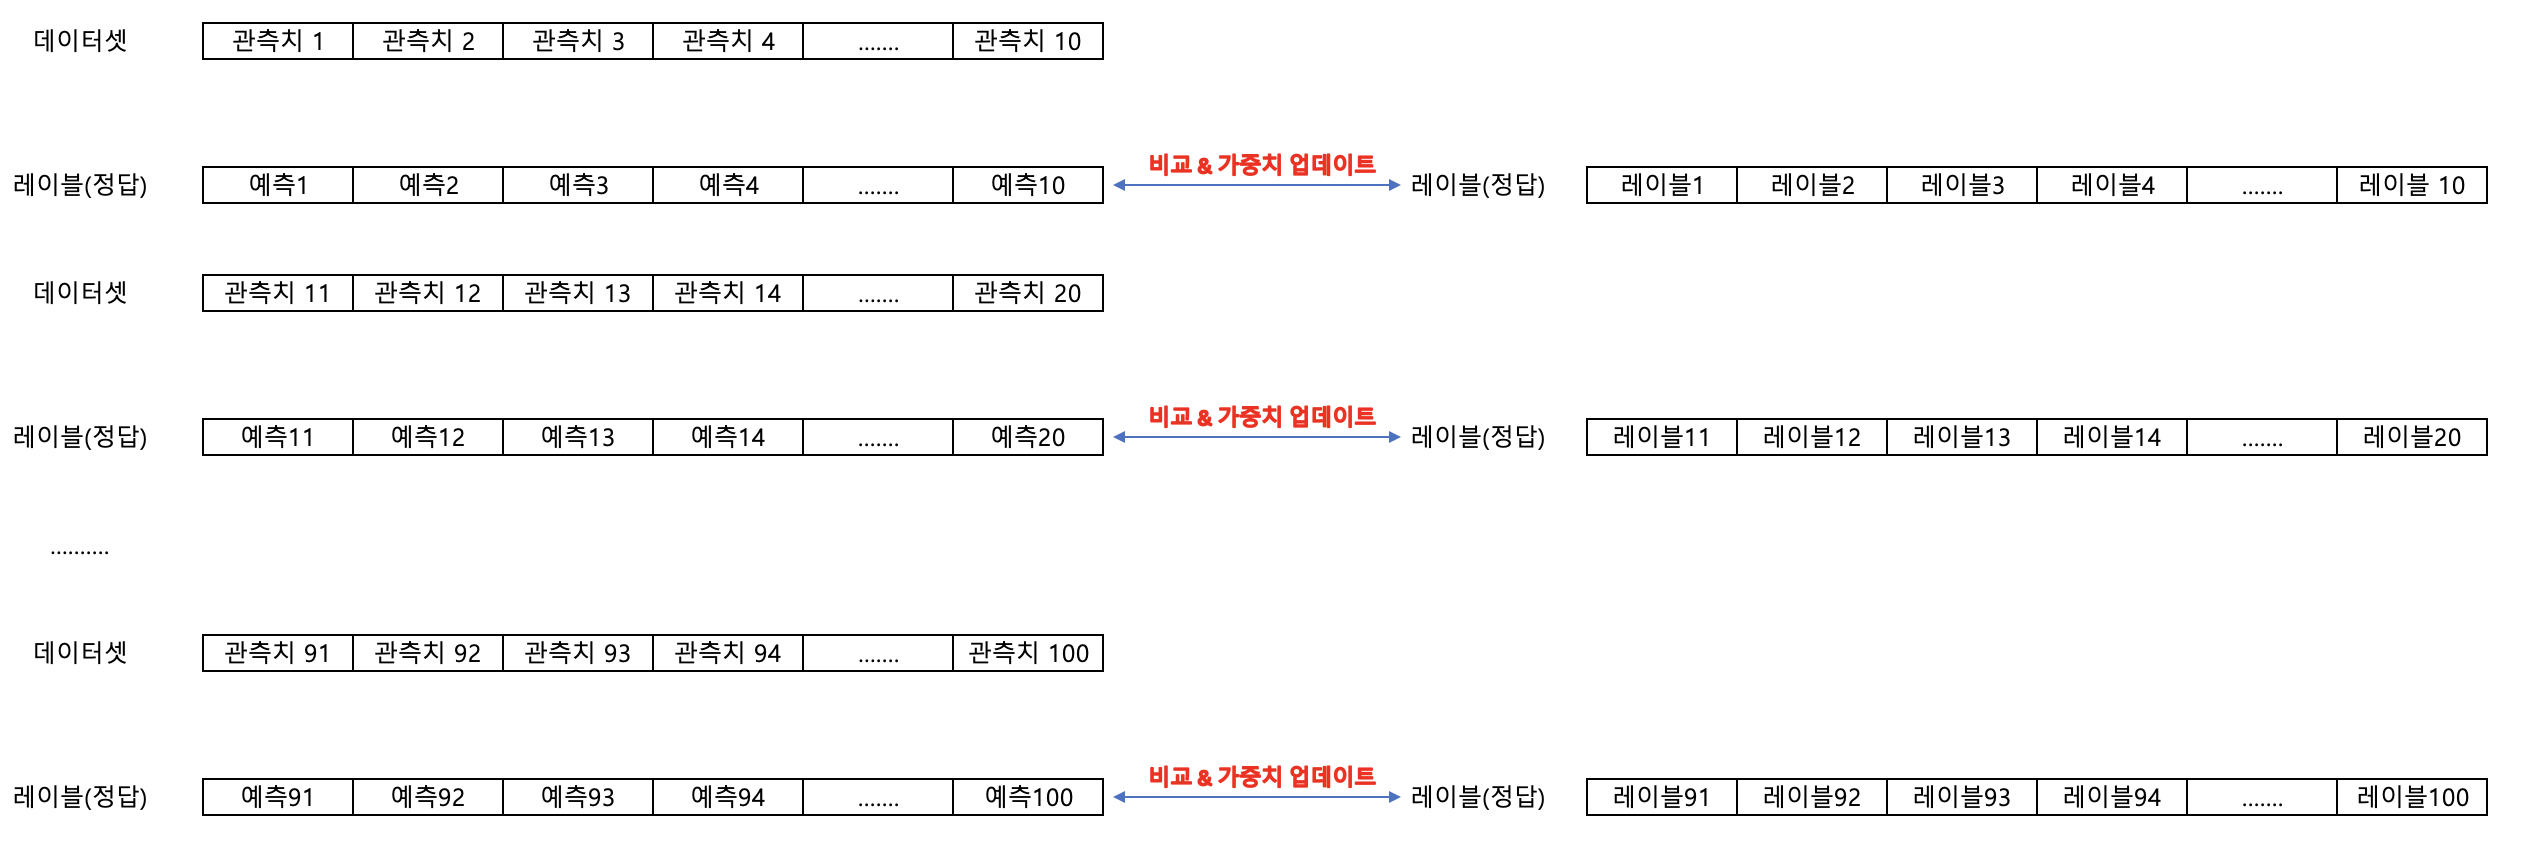 데이터셋 관측치 1 관측치 2 관측치 3 관측치 4 ....... 관측치 10
비교 & 가중치 업데이트
레이블(정답) 예측1 예측2 예측3 예측4 ....... 예측10 레이블(정답) 레이블1 레이블2 레이블3 레이블4 ....... 레이블 10
데이터셋 관측치 11 관측치 12 관측치 13 관측치 14 ....... 관측치 20
비교 & 가중치 업데이트
레이블(정답) 예측11 예측12 예측13 예측14 ....... 예측20 레이블(정답) 레이블11 레이블12 레이블13 레이블14 ....... 레이블20
..........
데이터셋 관측치 91 관측치 92 관측치 93 관측치 94 ....... 관측치 100
비교 & 가중치 업데이트
레이블(정답) 예측91 예측92 예측93 예측94 ....... 예측100 레이블(정답) 레이블91 레이블92 레이블93 레이블94 ....... 레이블100